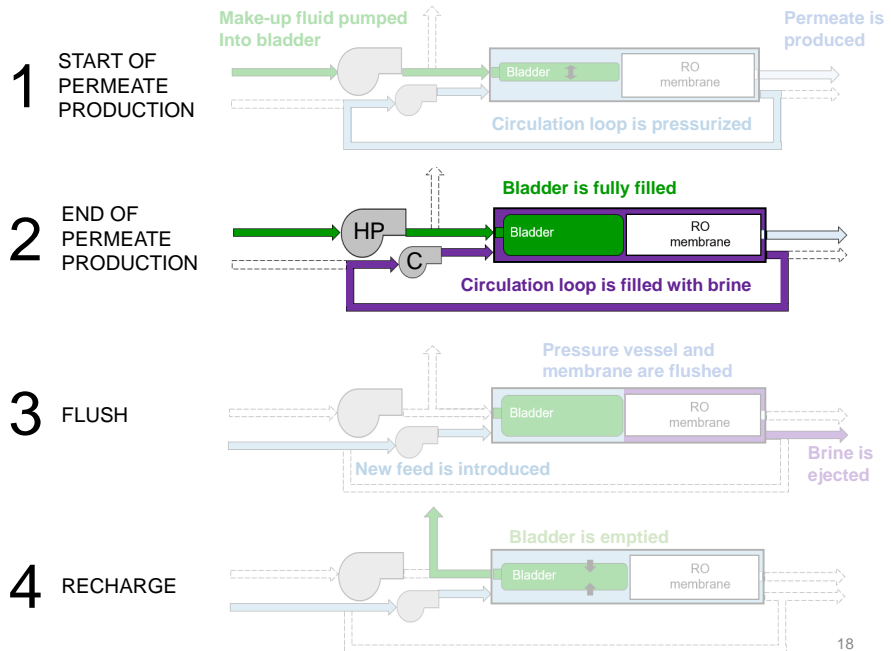 Make-up fluid pumped
Into bladder
Permeate is
produced
1
START OF
PERMEATE
PRODUCTION
Bladder
RO
membrane
Circulation loop is pressurized
2
END OF
PERMEATE
PRODUCTION
Bladder is fully filled
HP
C
Bladder
RO
membrane
Circulation loop is filled with brine
3
FLUSH
Pressure vessel and
membrane are flushed
Bladder
RO
membrane
New feed is introduced
Brine is
ejected
4
RECHARGE
Bladder is emptied
Bladder
RO
membrane
18